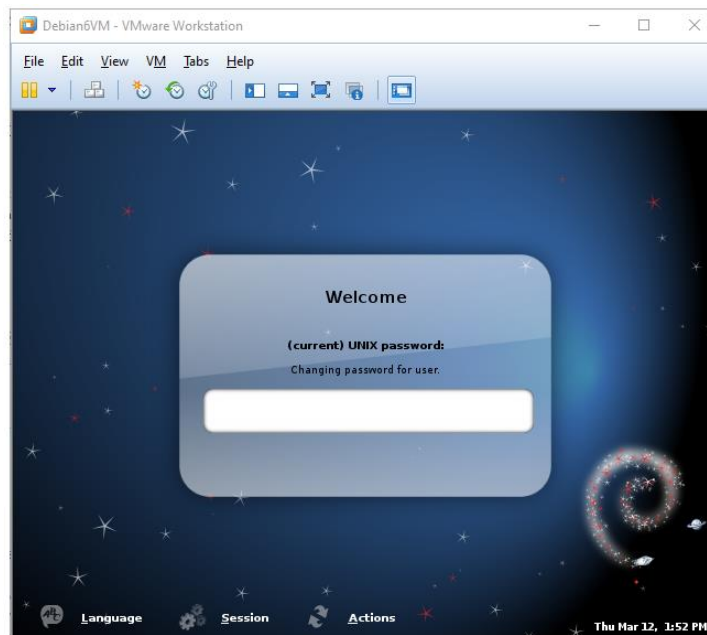 Debian6VM - VMware Workstation
File Edit View VM Tabs Help
Welcome
(current) UNIX password:
Changing password for user.
Language Session Actions
Thu Mar 12, 1:52 PM